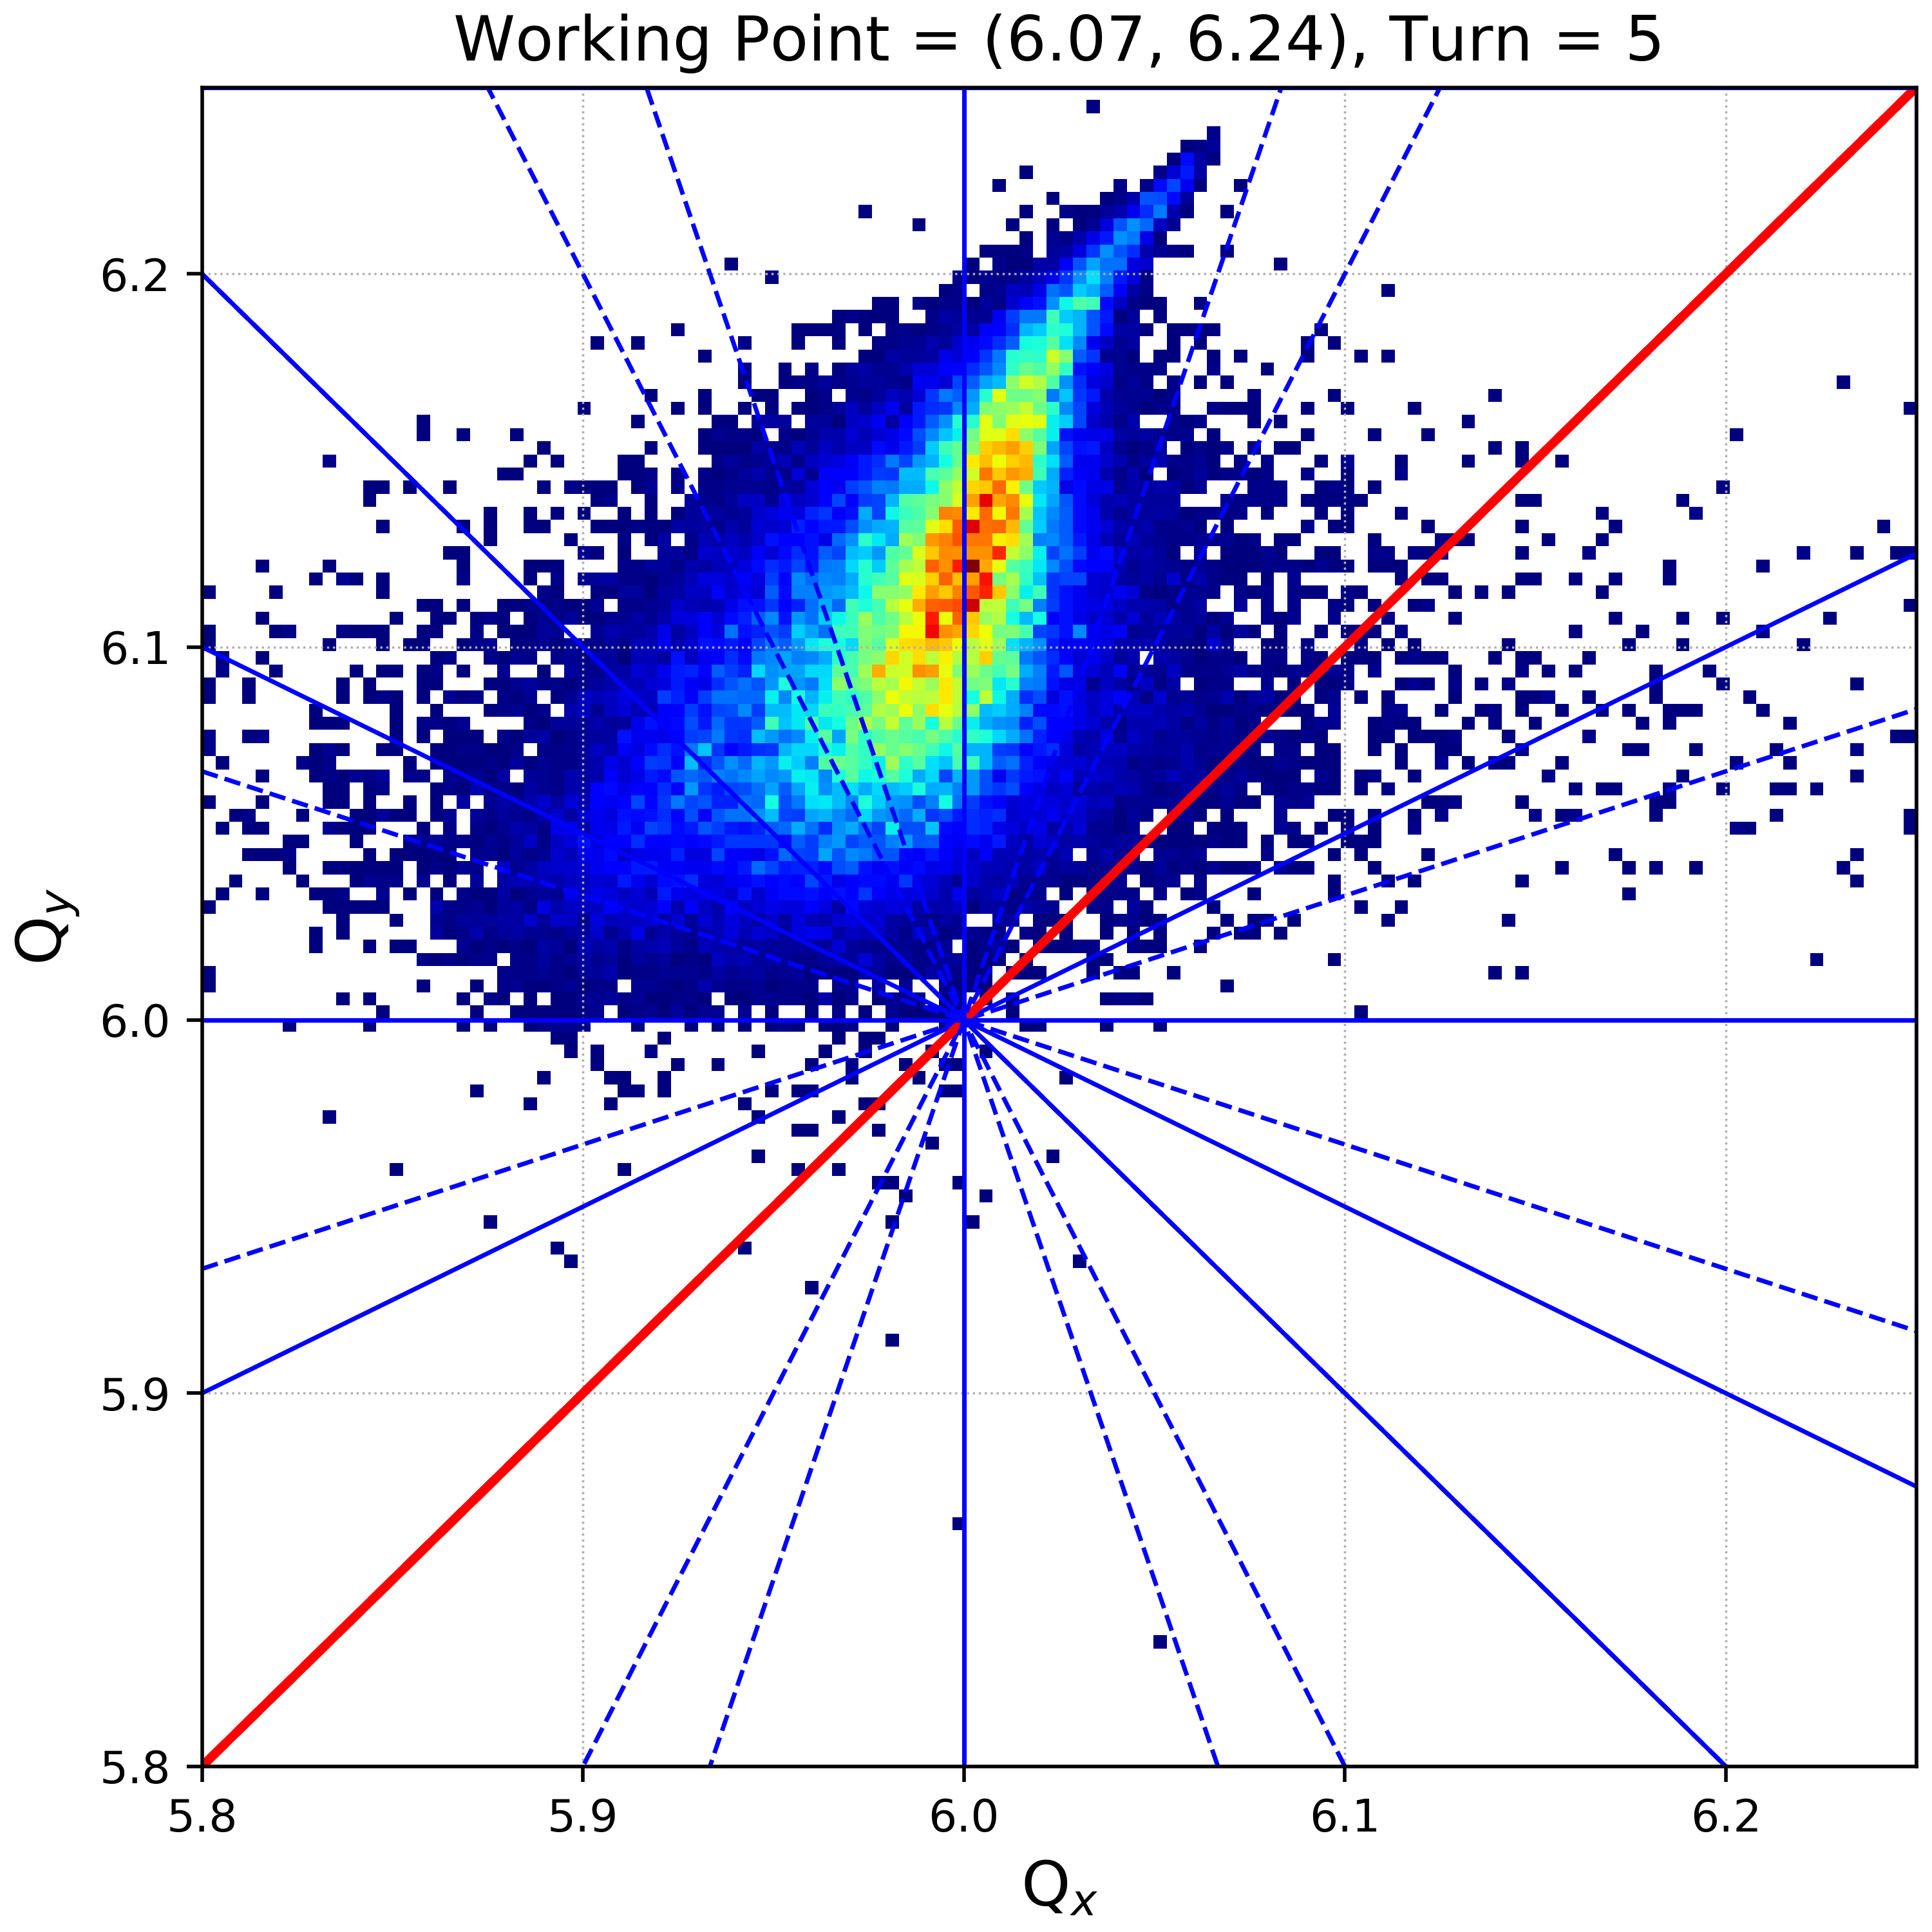 Working Point = (6.07, 6.24), Turn = 5
6.2
6.1
6.0
5.9
5.8
Qy
5.8 5.9 6.0 6.1 6.2
Qx